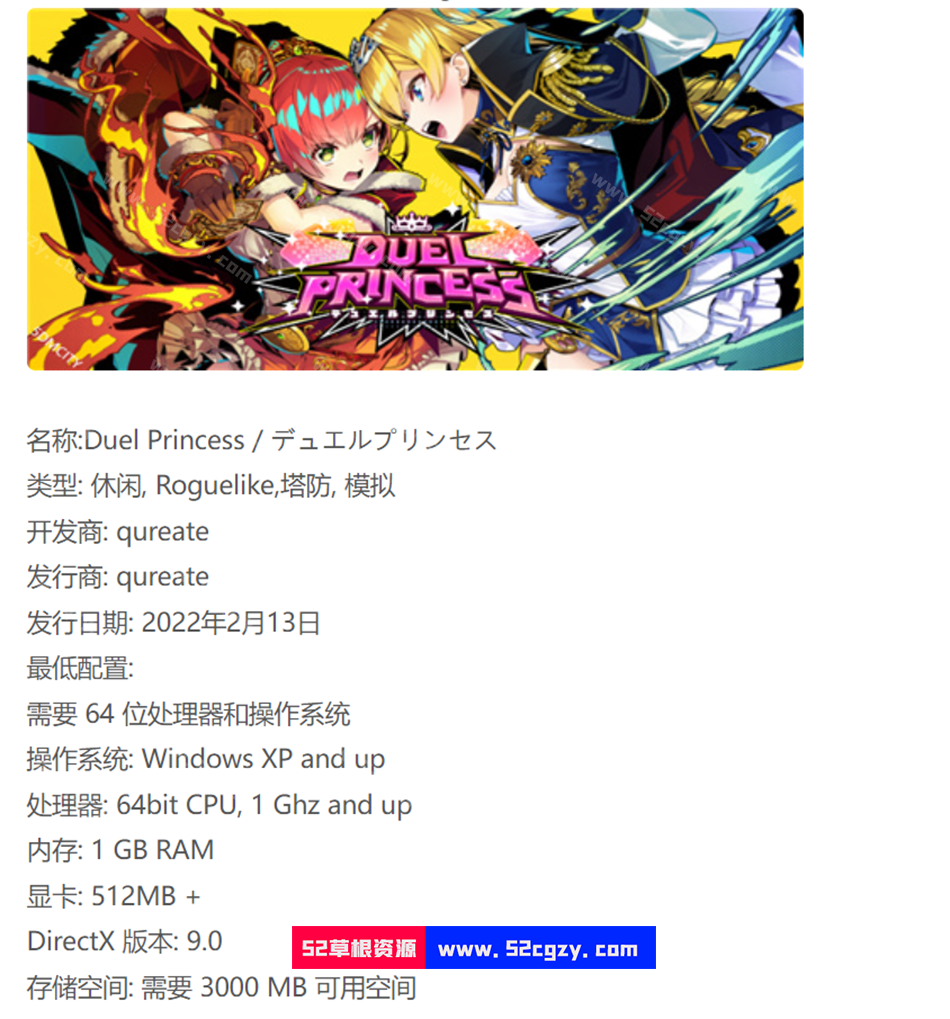 DUEL
PRINCESS
デュエルプリンセス
名称:Duel Princess / デュエルプリンセス
类型: 休闲, Roguelike,塔防, 模拟
开发商: qureate
发行商: qureate
发行日期: 2022年2月13日
最低配置:
需要 64 位处理器和操作系统
操作系统: Windows XP and up
处理器: 64bit CPU, 1 Ghz and up
内存: 1 GB RAM
显卡: 512MB +
DirectX 版本: 9.0
52草根资源 www.52cgzy.com
存储空间: 需要 3000 MB 可用空间